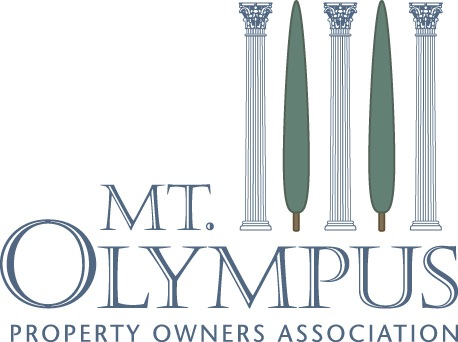 MT.
OLYMPUS
PROPERTY OWNERS ASSOCIATION